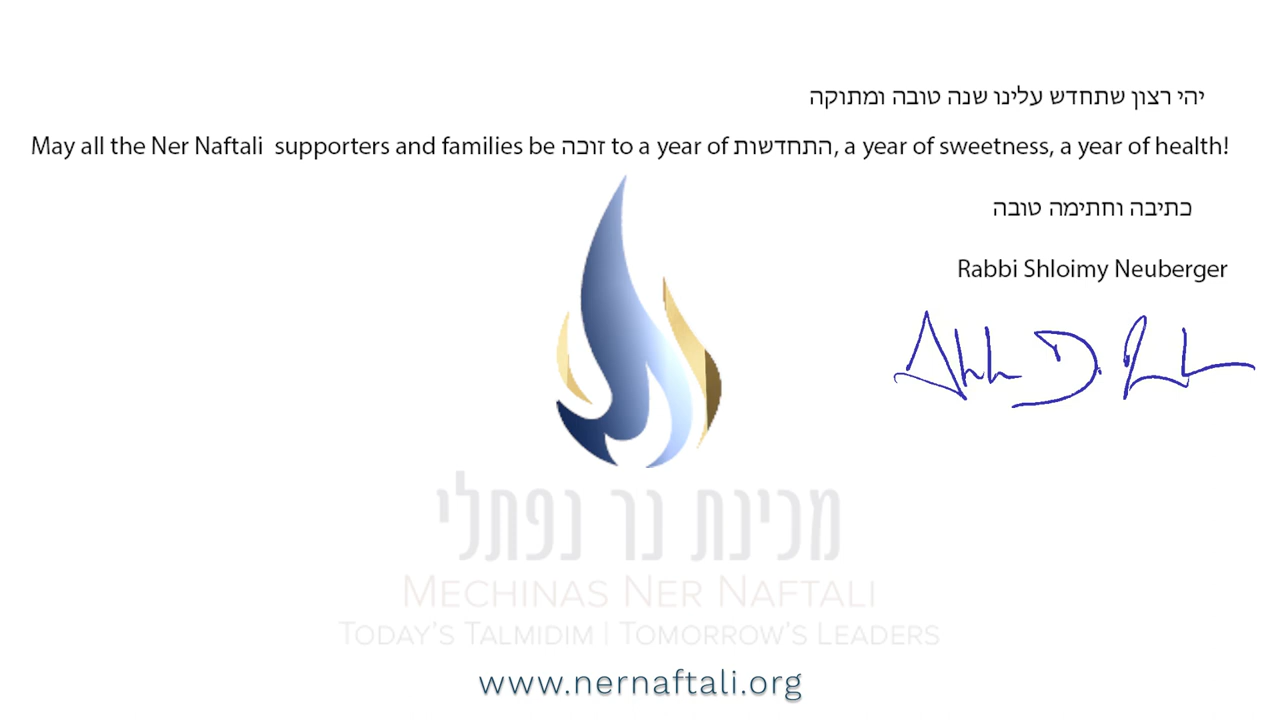 יהי רצון שתחדש עלינו שנה טובה ומתוקה
May all the Ner Naftali supporters and families be זוכה to a year of התחדשות, a year of sweetness, a year of health!
כתיבה וחתימה טובה
Rabbi Shloimy Neuberger
מכינת נר נפתלי
MECHINAS NER NAFTALI
TODAY'S TALMIDIM | TOMORROW'S LEADERS
www.nernaftali.org